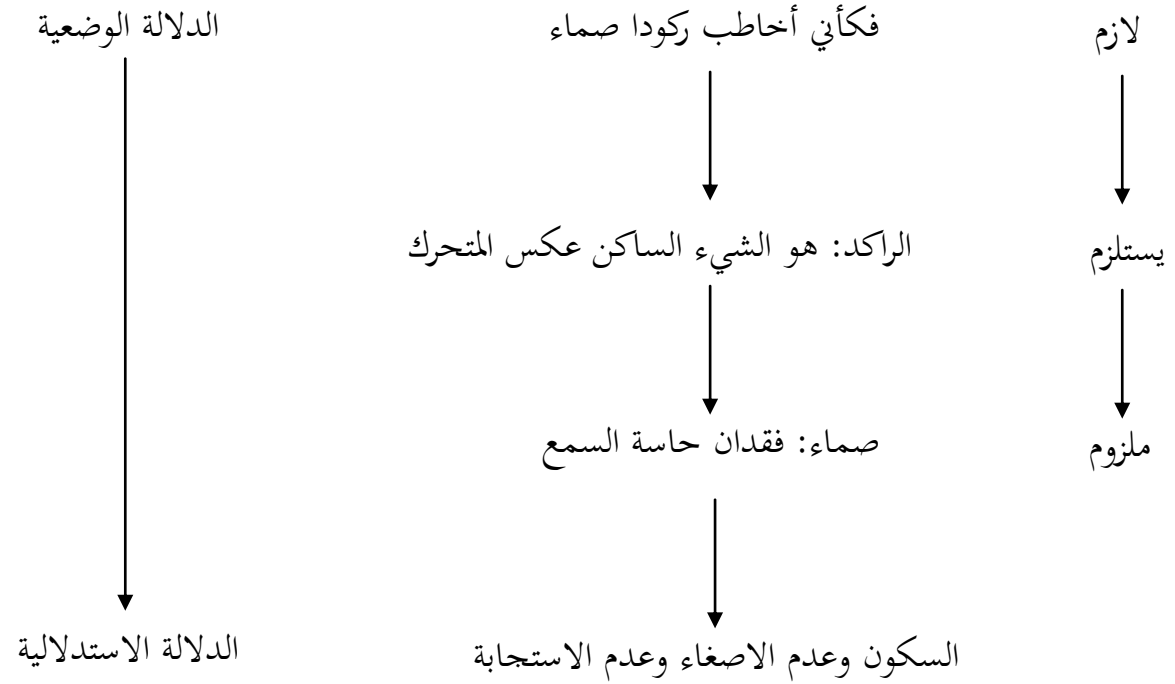 لازم فكأني أخاطب ركودا صماء الدلالة الوضعية
يستلزم الراكد: هو الشيء الساكن عكس المتحرك
ملزوم صماء: فقدان حاسة السمع
السكون وعدم الاصغاء وعدم الاستجابة الدلالة الاستدلالية